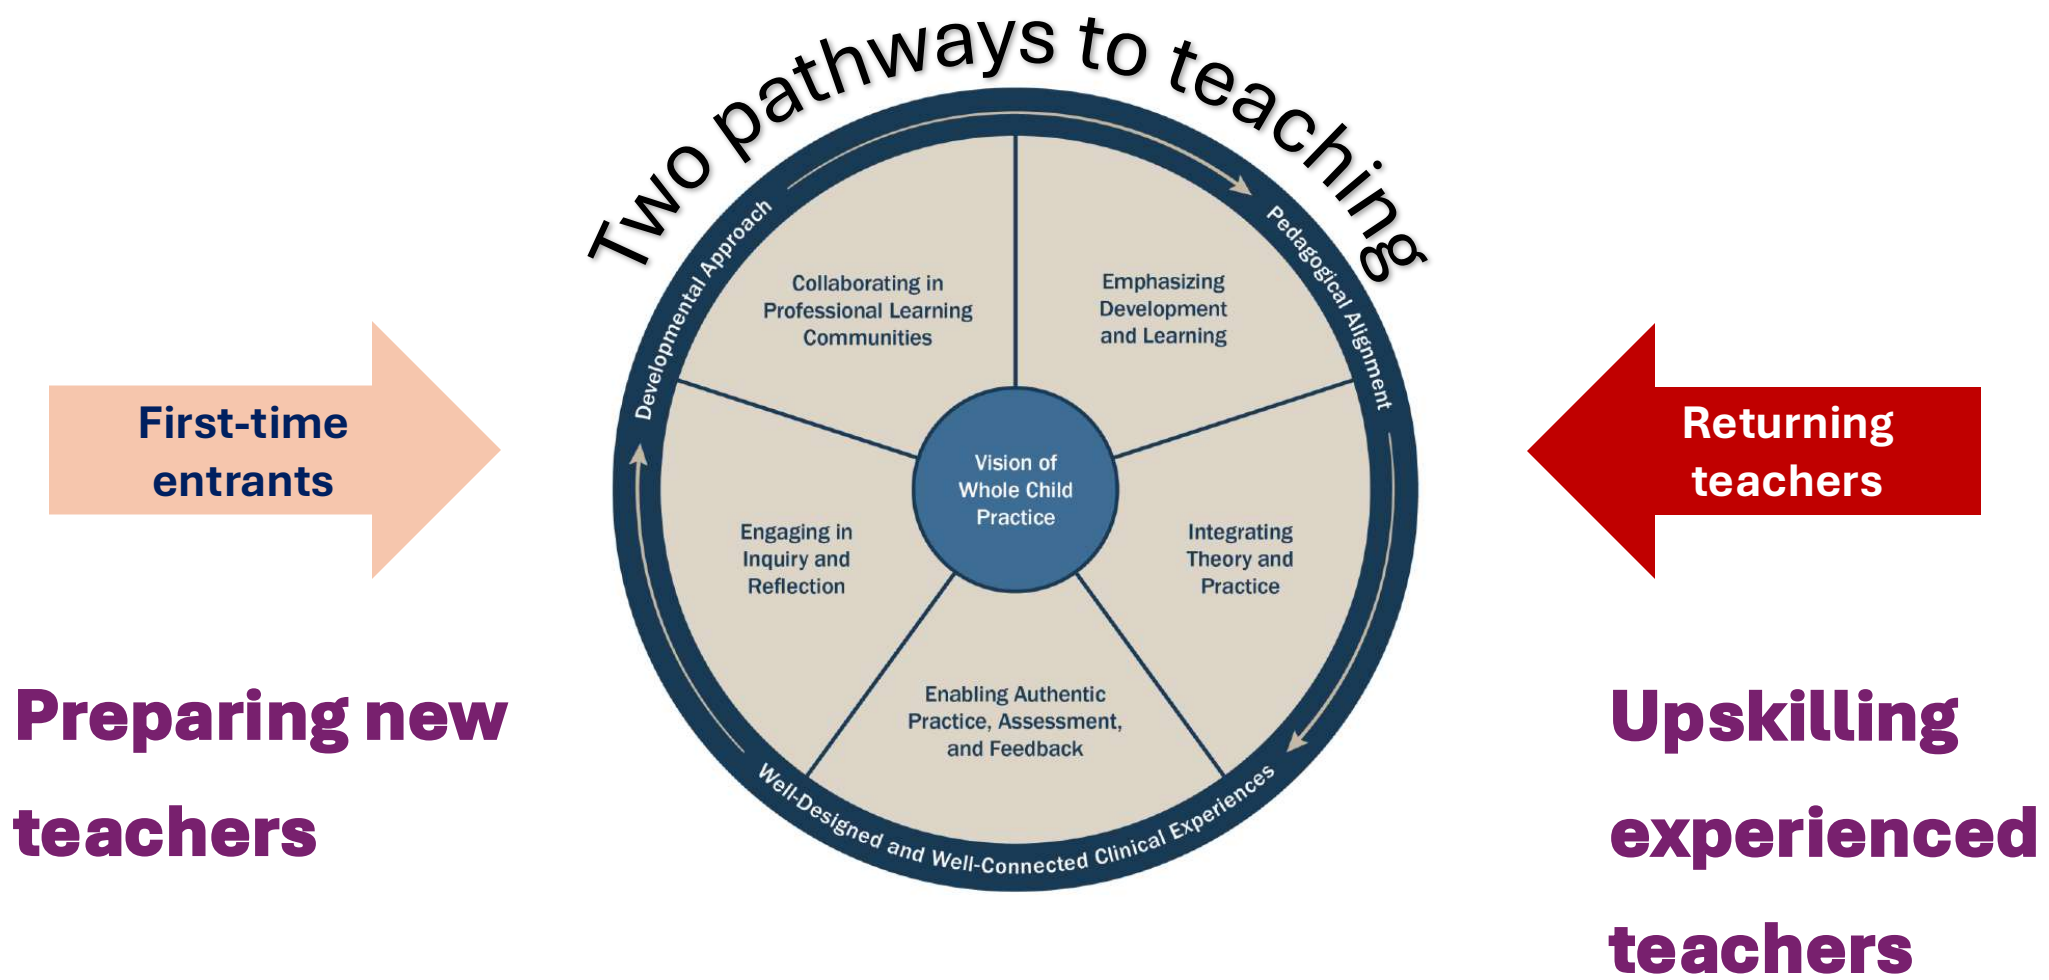 Two pathways to teaching
Developmental Approach
Pedagogical Alignment
Collaborating in
Professional Learning
Communities
Emphasizing
Development
and Learning
First-time
entrants
Vision of
Whole Child
Practice
Returning
teachers
Engaging in
Inquiry and
Reflection
Integrating
Theory and
Practice
Enabling Authentic
Practice, Assessment,
and Feedback
Well-Designed and Well-Connected Clinical Experiences
Preparing new
teachers
Upskilling
experienced
teachers